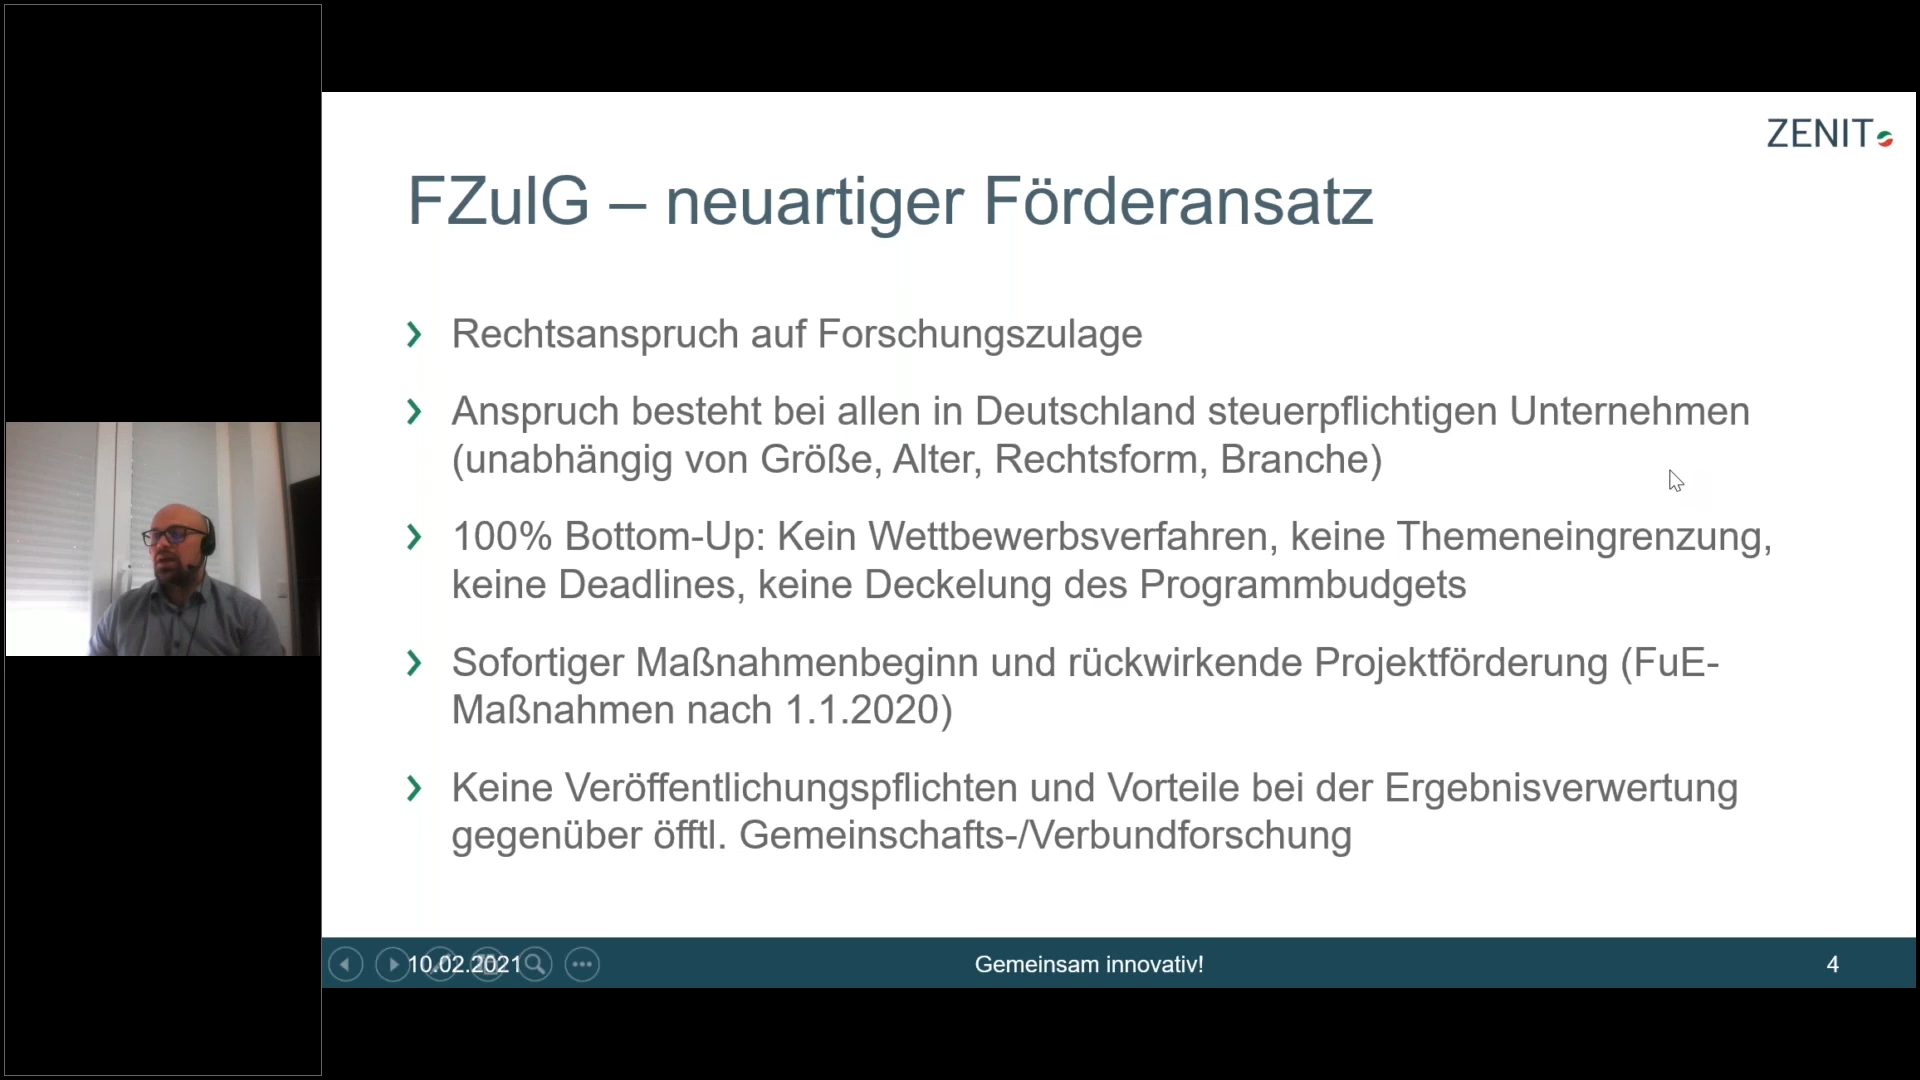 ZENIT
FZulG – neuartiger Förderansatz
Rechtsanspruch auf Forschungszulage
Anspruch besteht bei allen in Deutschland steuerpflichtigen Unternehmen
(unabhängig von Größe, Alter, Rechtsform, Branche)
100% Bottom-Up: Kein Wettbewerbsverfahren, keine Themeneingrenzung,
keine Deadlines, keine Deckelung des Programmbudgets
Sofortiger Maßnahmenbeginn und rückwirkende Projektförderung (FuE-
Maßnahmen nach 1.1.2020)
Keine Veröffentlichungspflichten und Vorteile bei der Ergebnisverwertung
gegenüber öfftl. Gemeinschafts-/Verbundforschung
10.02.2021
Gemeinsam innovativ!
4